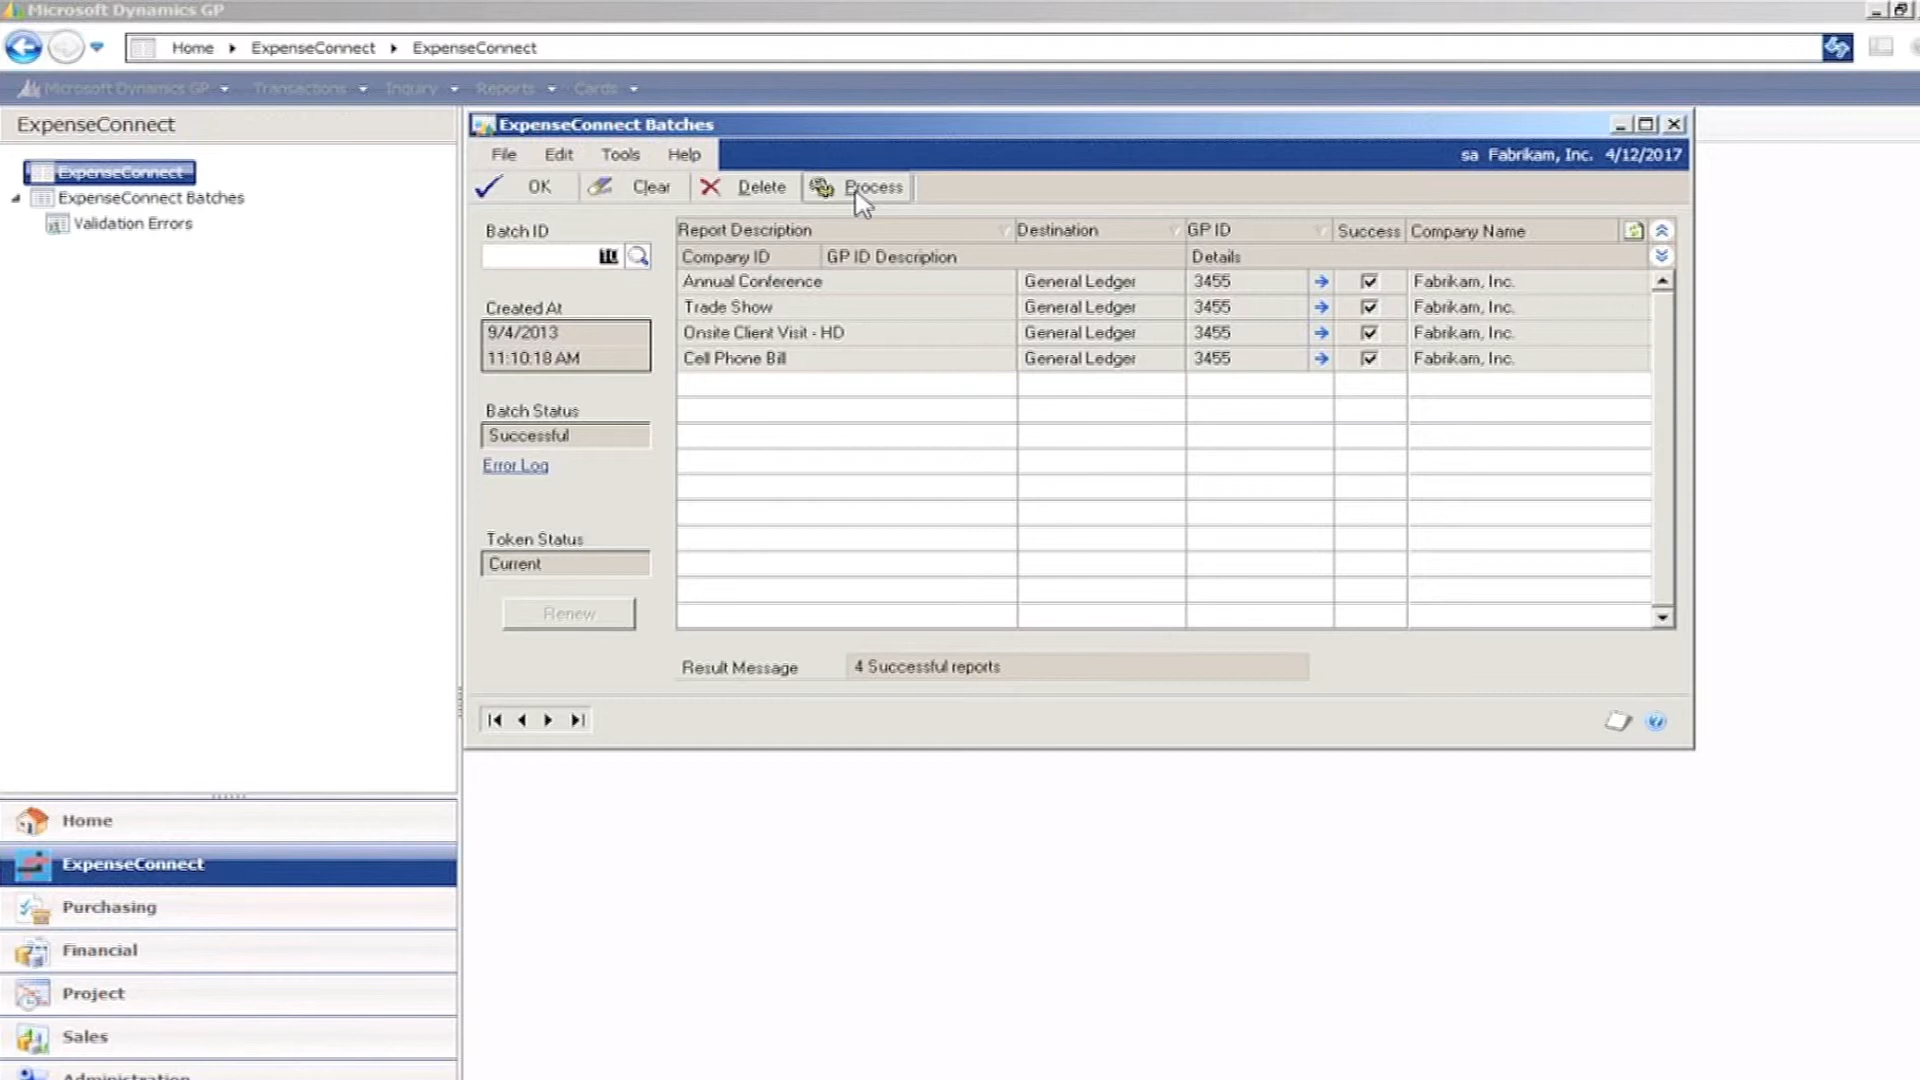 Microsoft Dynamics GP
Home ExpenseConnect ExpenseConnect
Microsoft Dynamics GP Transactions Inquiry Reports Cards
ExpenseConnect
ExpenseConnect
ExpenseConnect Batches
Validation Errors
ExpenseConnect Batches
File Edit Tools Help
sa Fabrikam, Inc. 4/12/2017
OK Clear Delete Process
Batch ID
Created At
9/4/2013
11:10:18 AM
Batch Status
Successful
Error Log
Token Status
Current
Renew
Report Description Destination GP ID Success Company Name
Company ID GP ID Description Details
Annual Conference General Ledger 3455 Fabrikam, Inc.
Trade Show General Ledger 3455 Fabrikam, Inc.
Onsite Client Visit - HD General Ledger 3455 Fabrikam, Inc.
Cell Phone Bill General Ledger 3455 Fabrikam, Inc.
Result Message 4 Successful reports
Home
ExpenseConnect
Purchasing
Financial
Project
Sales
Administration